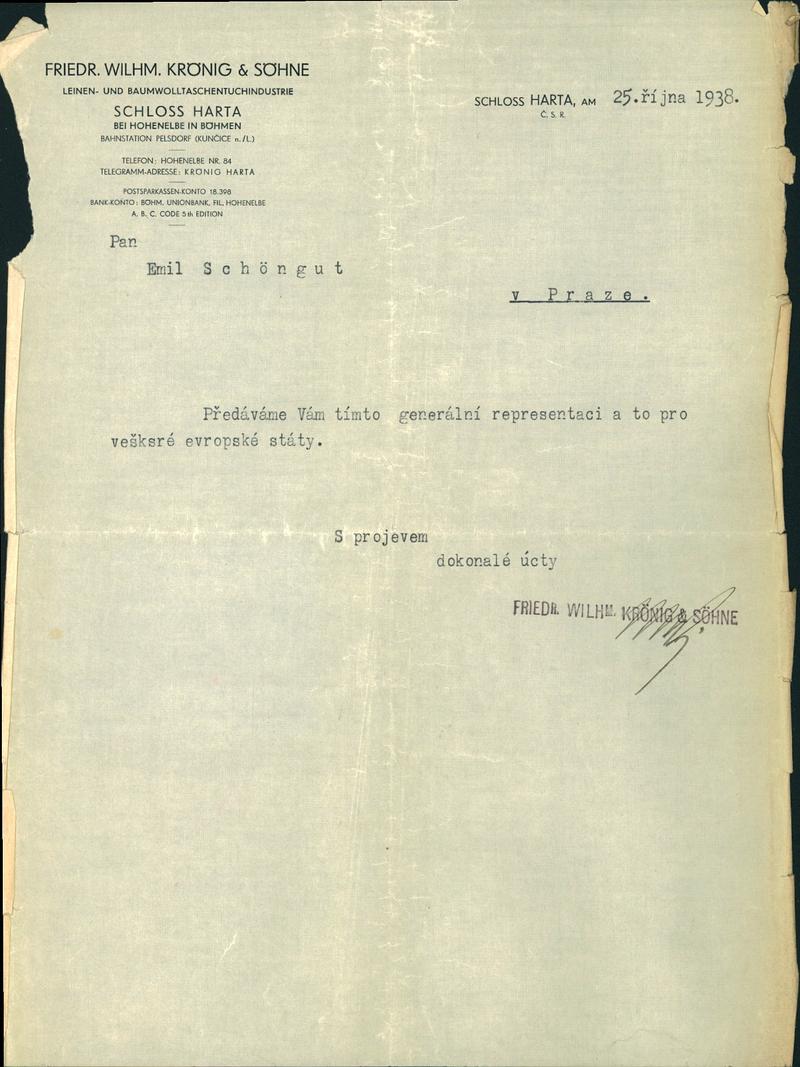 FRIEDR. WILHM. KRÖNIG & SÖHNE
LEINEN- UND BAUMWOLLTASCHENTUCHINDUSTRIE
SCHLOSS HARTA
BEI HOHENELBE IN BÖHMEN
BAHNSTATION PELSDORF (KUNČICE n./L.)
TELEFON: HOHENELBE NR. 84
TELEGRAMM-ADRESSE: KRÖNIG HARTA
POSTSPARKASSEN-KONTO 18.398
BANK-KONTO: BÖHM. UNIONBANK, FIL. HOHENELBE
A. B. C. CODE 5th EDITION
SCHLOSS HARTA, AM 25.října 1938.
Č. S. R.
Pan
Emil Schöngut
v Praze.
Předáváme Vám tímto generální representaci a to pro
vešksré evropské státy.
S projevem
dokonalé úcty
FRIEDR. WILHM. KRÖNIG & SÖHNE